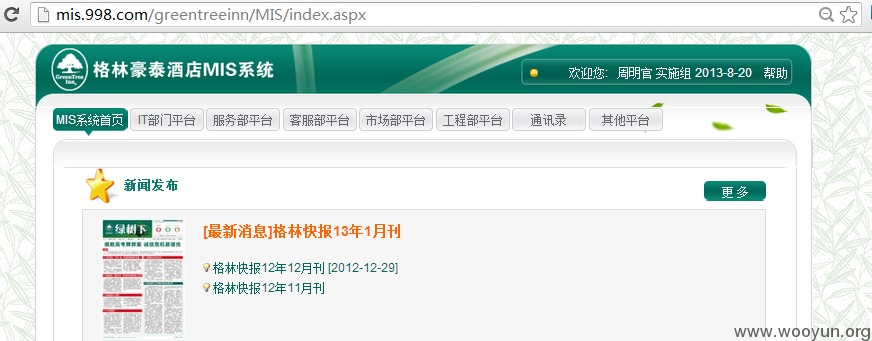 mis.998.com/greentreeinn/MIS/index.aspx
GreenTree Inn
格林豪泰酒店MIS系统
欢迎您: 周明官 实施组 2013-8-20 帮助
MIS系统首页 IT部门平台 服务部平台 客服部平台 市场部平台 工程部平台 通讯录 其他平台
新闻发布
更多
绿树下
[最新消息]格林快报13年1月刊
格林快报12年12月刊 [2012-12-29]
格林快报12年11月刊
www.wooyun.org